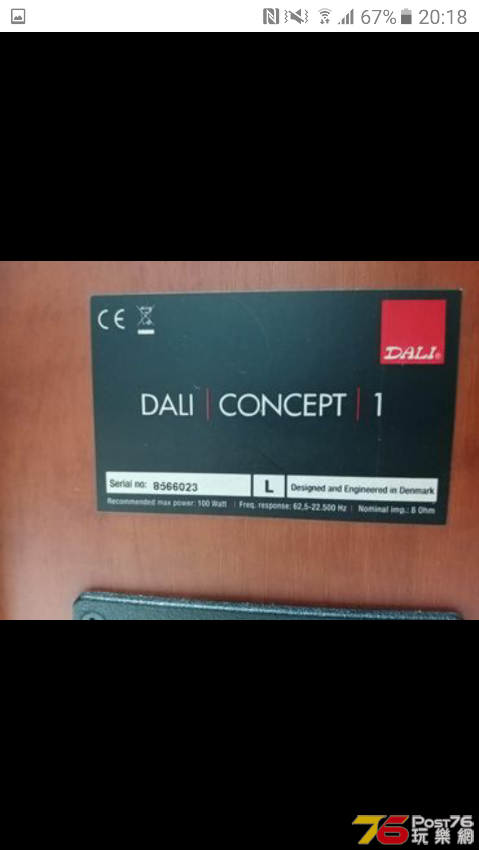 67% 20:18
CE
DALI®
DALI | CONCEPT | 1
Serial no: B566023 L Designed and Engineered in Denmark
Recommended max power: 100 Watt | Freq. response: 62,5-22.500 Hz | Nominal imp.: 8 Ohm
76 Post76
玩樂網